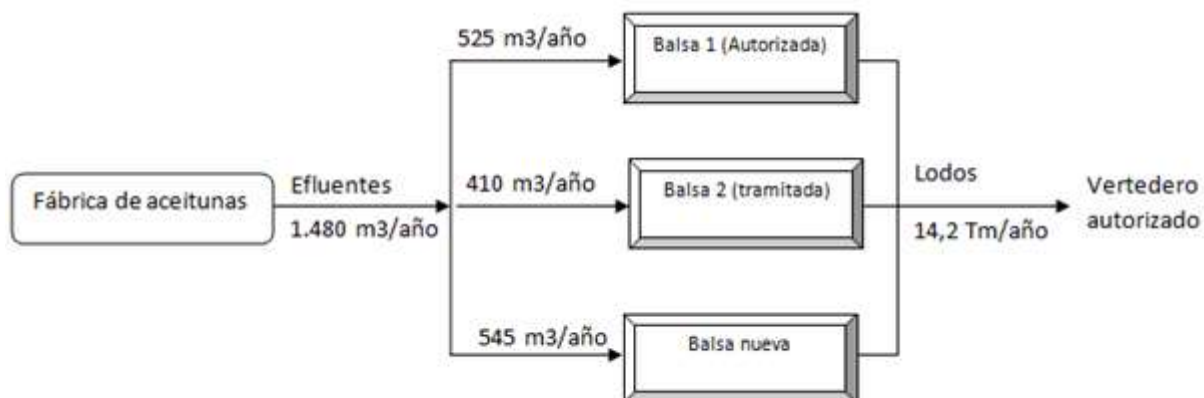 525 m3/año
Balsa 1 (Autorizada)
Fábrica de aceitunas
Efluentes
1.480 m3/año
410 m3/año
Balsa 2 (tramitada)
Lodos
14,2 Tm/año
Vertedero
autorizado
545 m3/año
Balsa nueva